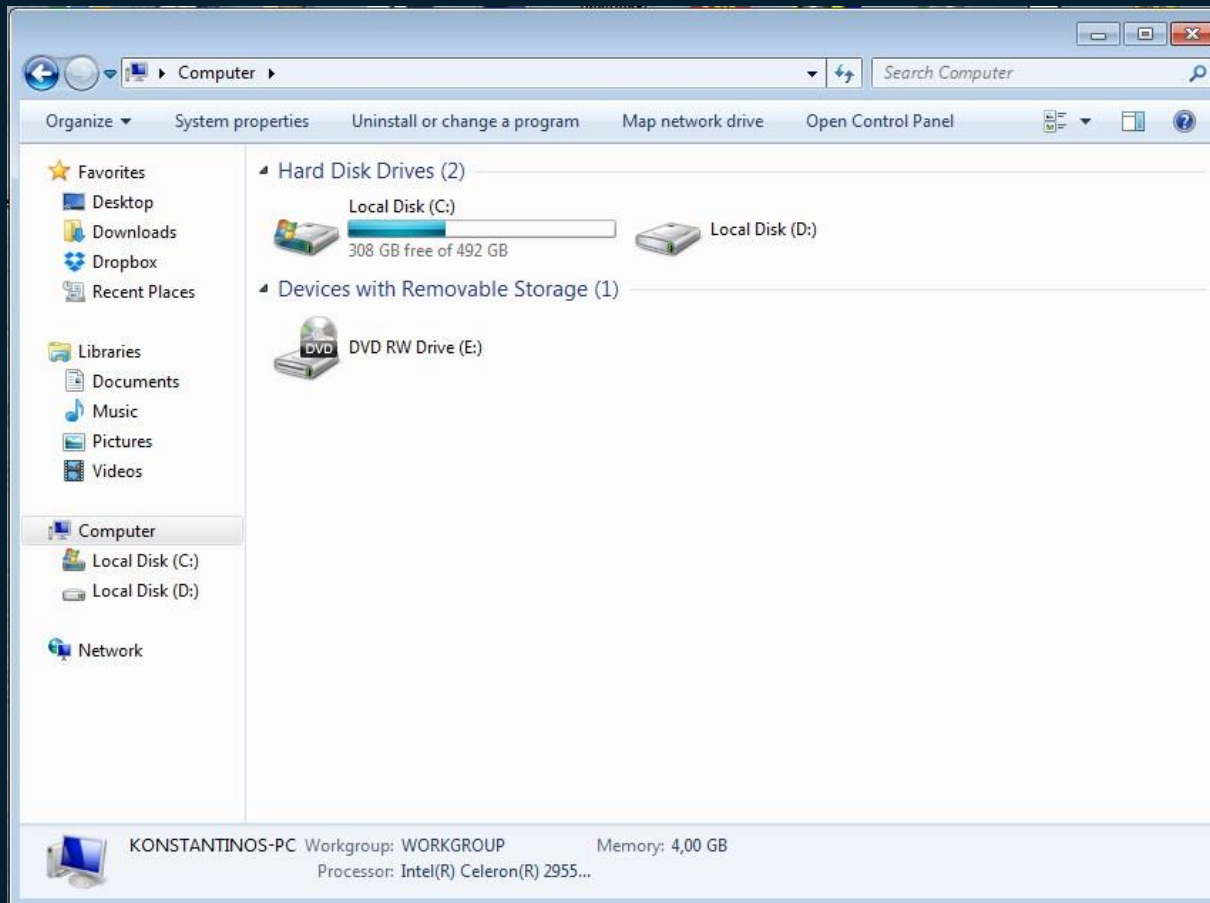 Computer
Search Computer
Organize System properties Uninstall or change a program Map network drive Open Control Panel
Favorites
Desktop
Downloads
Dropbox
Recent Places
Libraries
Documents
Music
Pictures
Videos
Computer
Local Disk (C:)
Local Disk (D:)
Network
Hard Disk Drives (2)
Local Disk (C:)
308 GB free of 492 GB
Local Disk (D:)
Devices with Removable Storage (1)
DVD
DVD RW Drive (E:)
KONSTANTINOS-PC Workgroup: WORKGROUP Memory: 4,00 GB
Processor: Intel(R) Celeron(R) 2955...